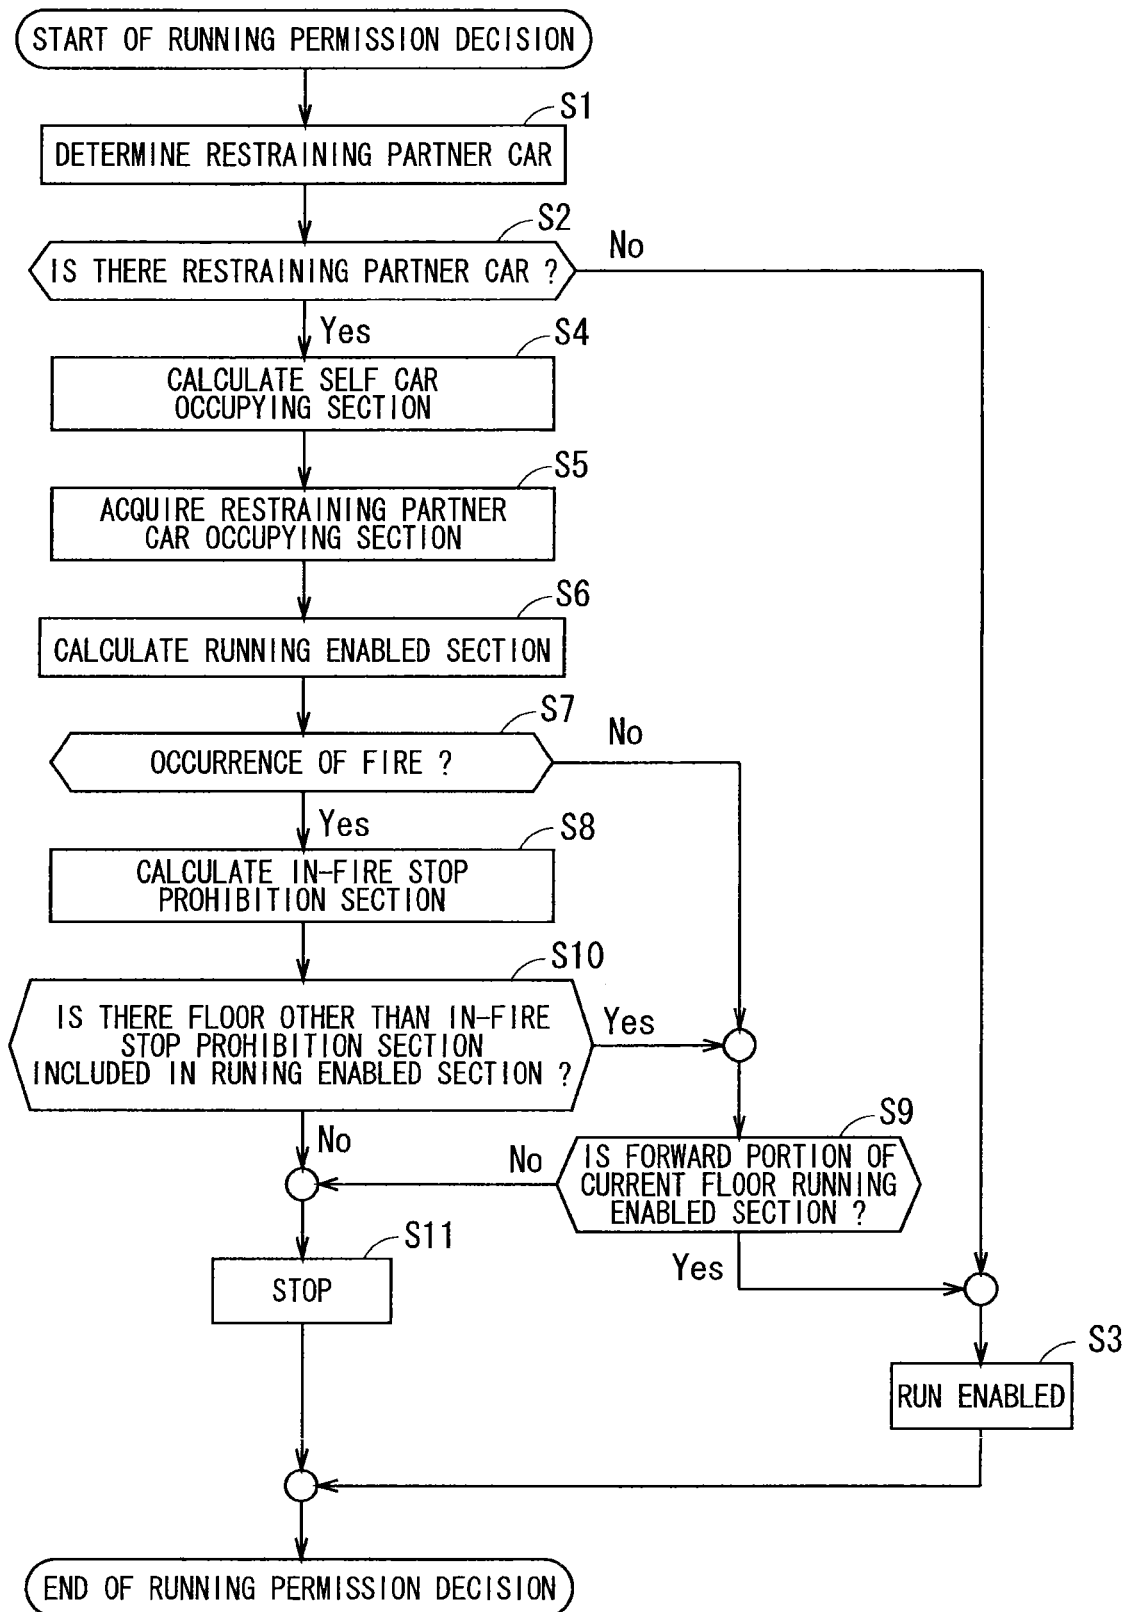 START OF RUNNING PERMISSION DECISION
S1
DETERMINE RESTRAINING PARTNER CAR
S2
IS THERE RESTRAINING PARTNER CAR ?
No
Yes
S4
CALCULATE SELF CAR
OCCUPYING SECTION
S5
ACQUIRE RESTRAINING PARTNER
CAR OCCUPYING SECTION
S6
CALCULATE RUNNING ENABLED SECTION
S7
OCCURRENCE OF FIRE ?
No
Yes
S8
CALCULATE IN-FIRE STOP
PROHIBITION SECTION
S10
IS THERE FLOOR OTHER THAN IN-FIRE
STOP PROHIBITION SECTION
INCLUDED IN RUNING ENABLED SECTION ?
Yes
No
S9
IS FORWARD PORTION OF
CURRENT FLOOR RUNNING
ENABLED SECTION ?
No
Yes
S11
STOP
S3
RUN ENABLED
END OF RUNNING PERMISSION DECISION